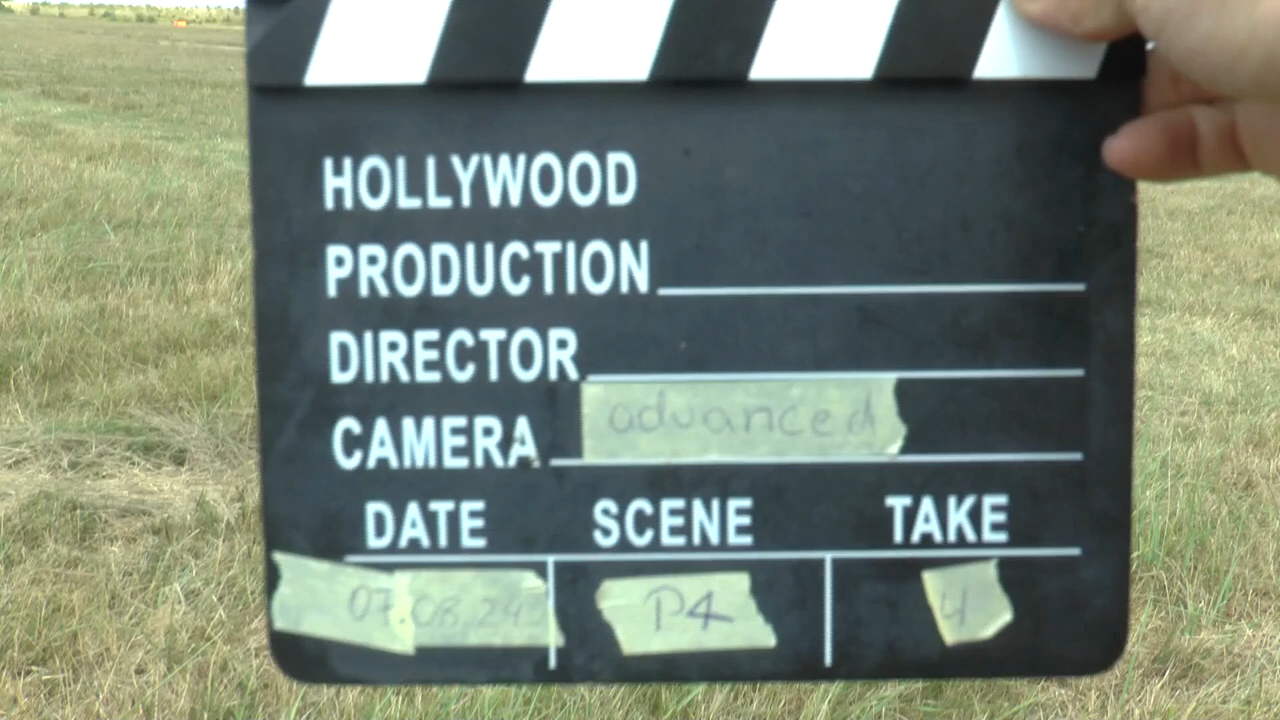 HOLLYWOOD
PRODUCTION
DIRECTOR
CAMERA advanced
DATE SCENE TAKE
07.08.24 P4 4